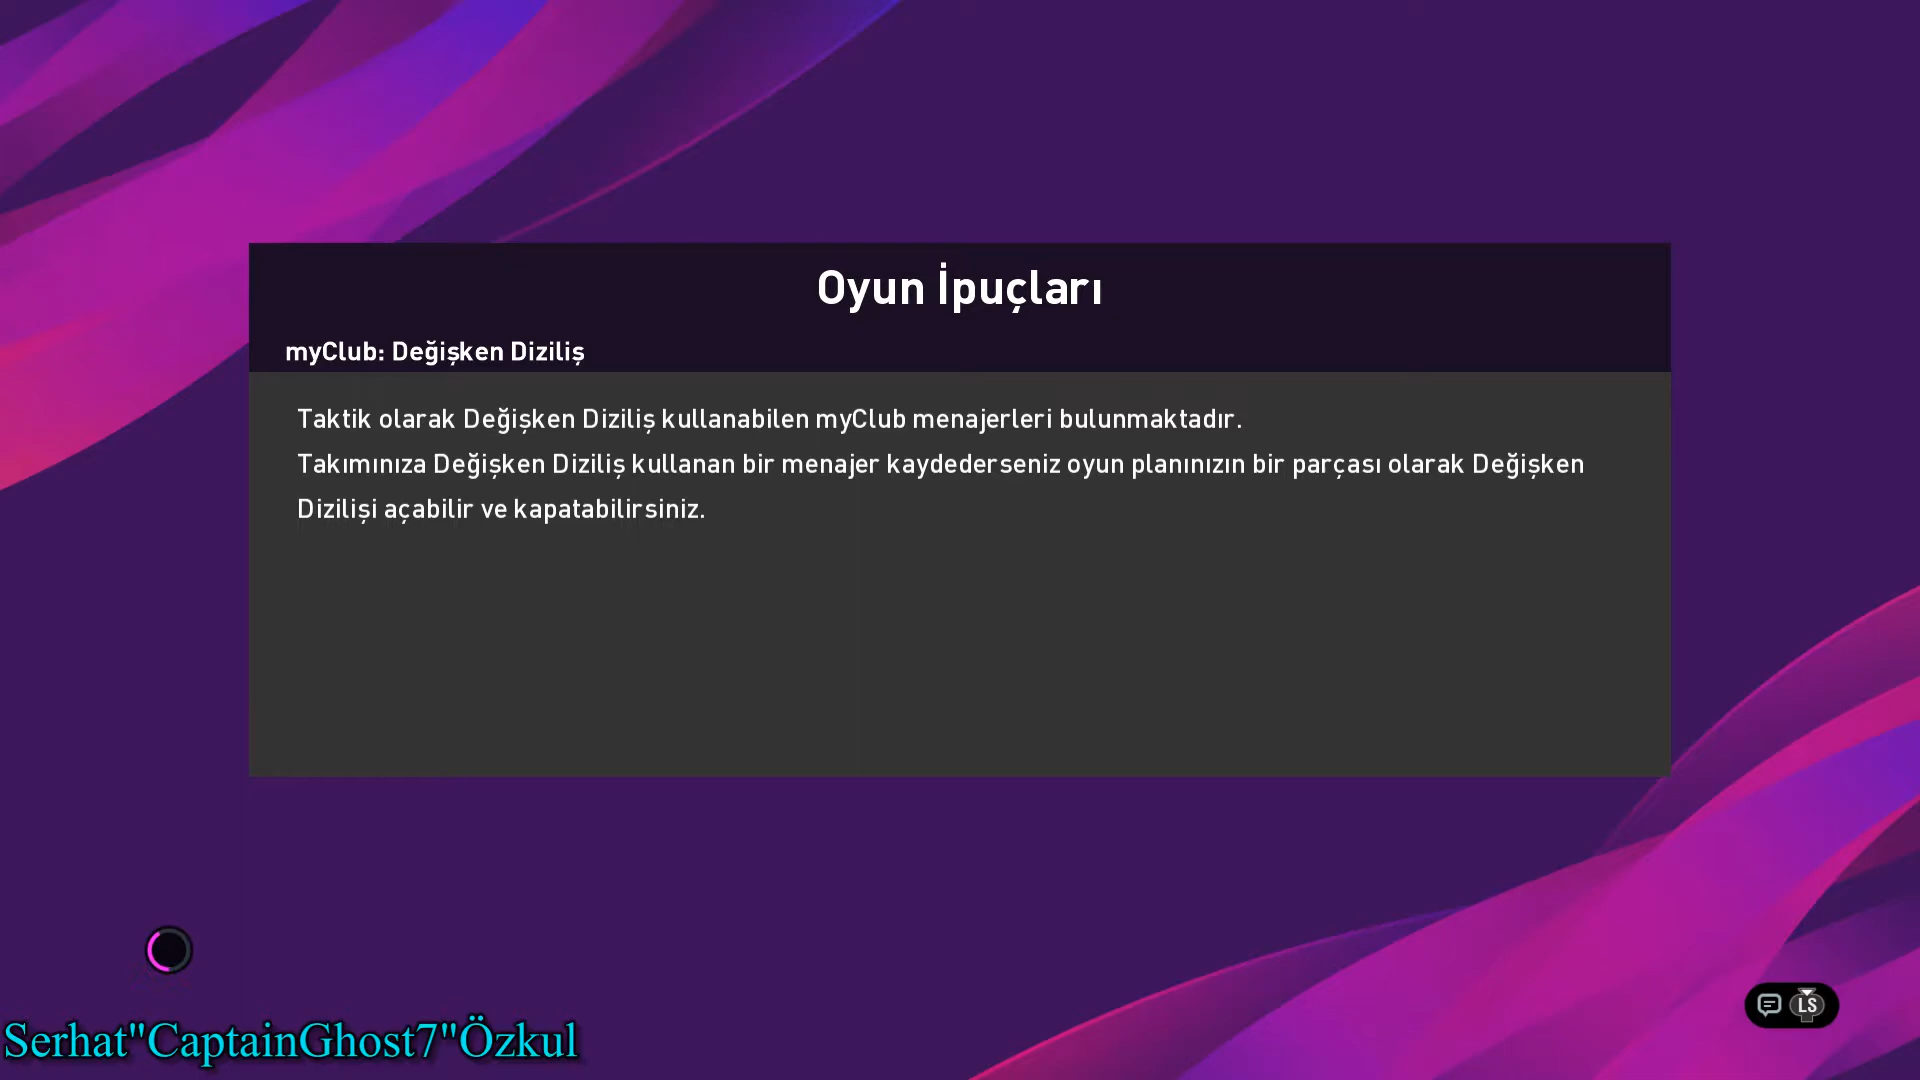 Oyun İpuçları
myClub: Değişken Diziliş
Taktik olarak Değişken Diziliş kullanabilen myClub menajerleri bulunmaktadır.
Takımınıza Değişken Diziliş kullanan bir menajer kaydederseniz oyun planınızın bir parçası olarak Değişken
Dizilişi açabilir ve kapatabilirsiniz.
LS
Serhat"CaptainGhost7"Özkul